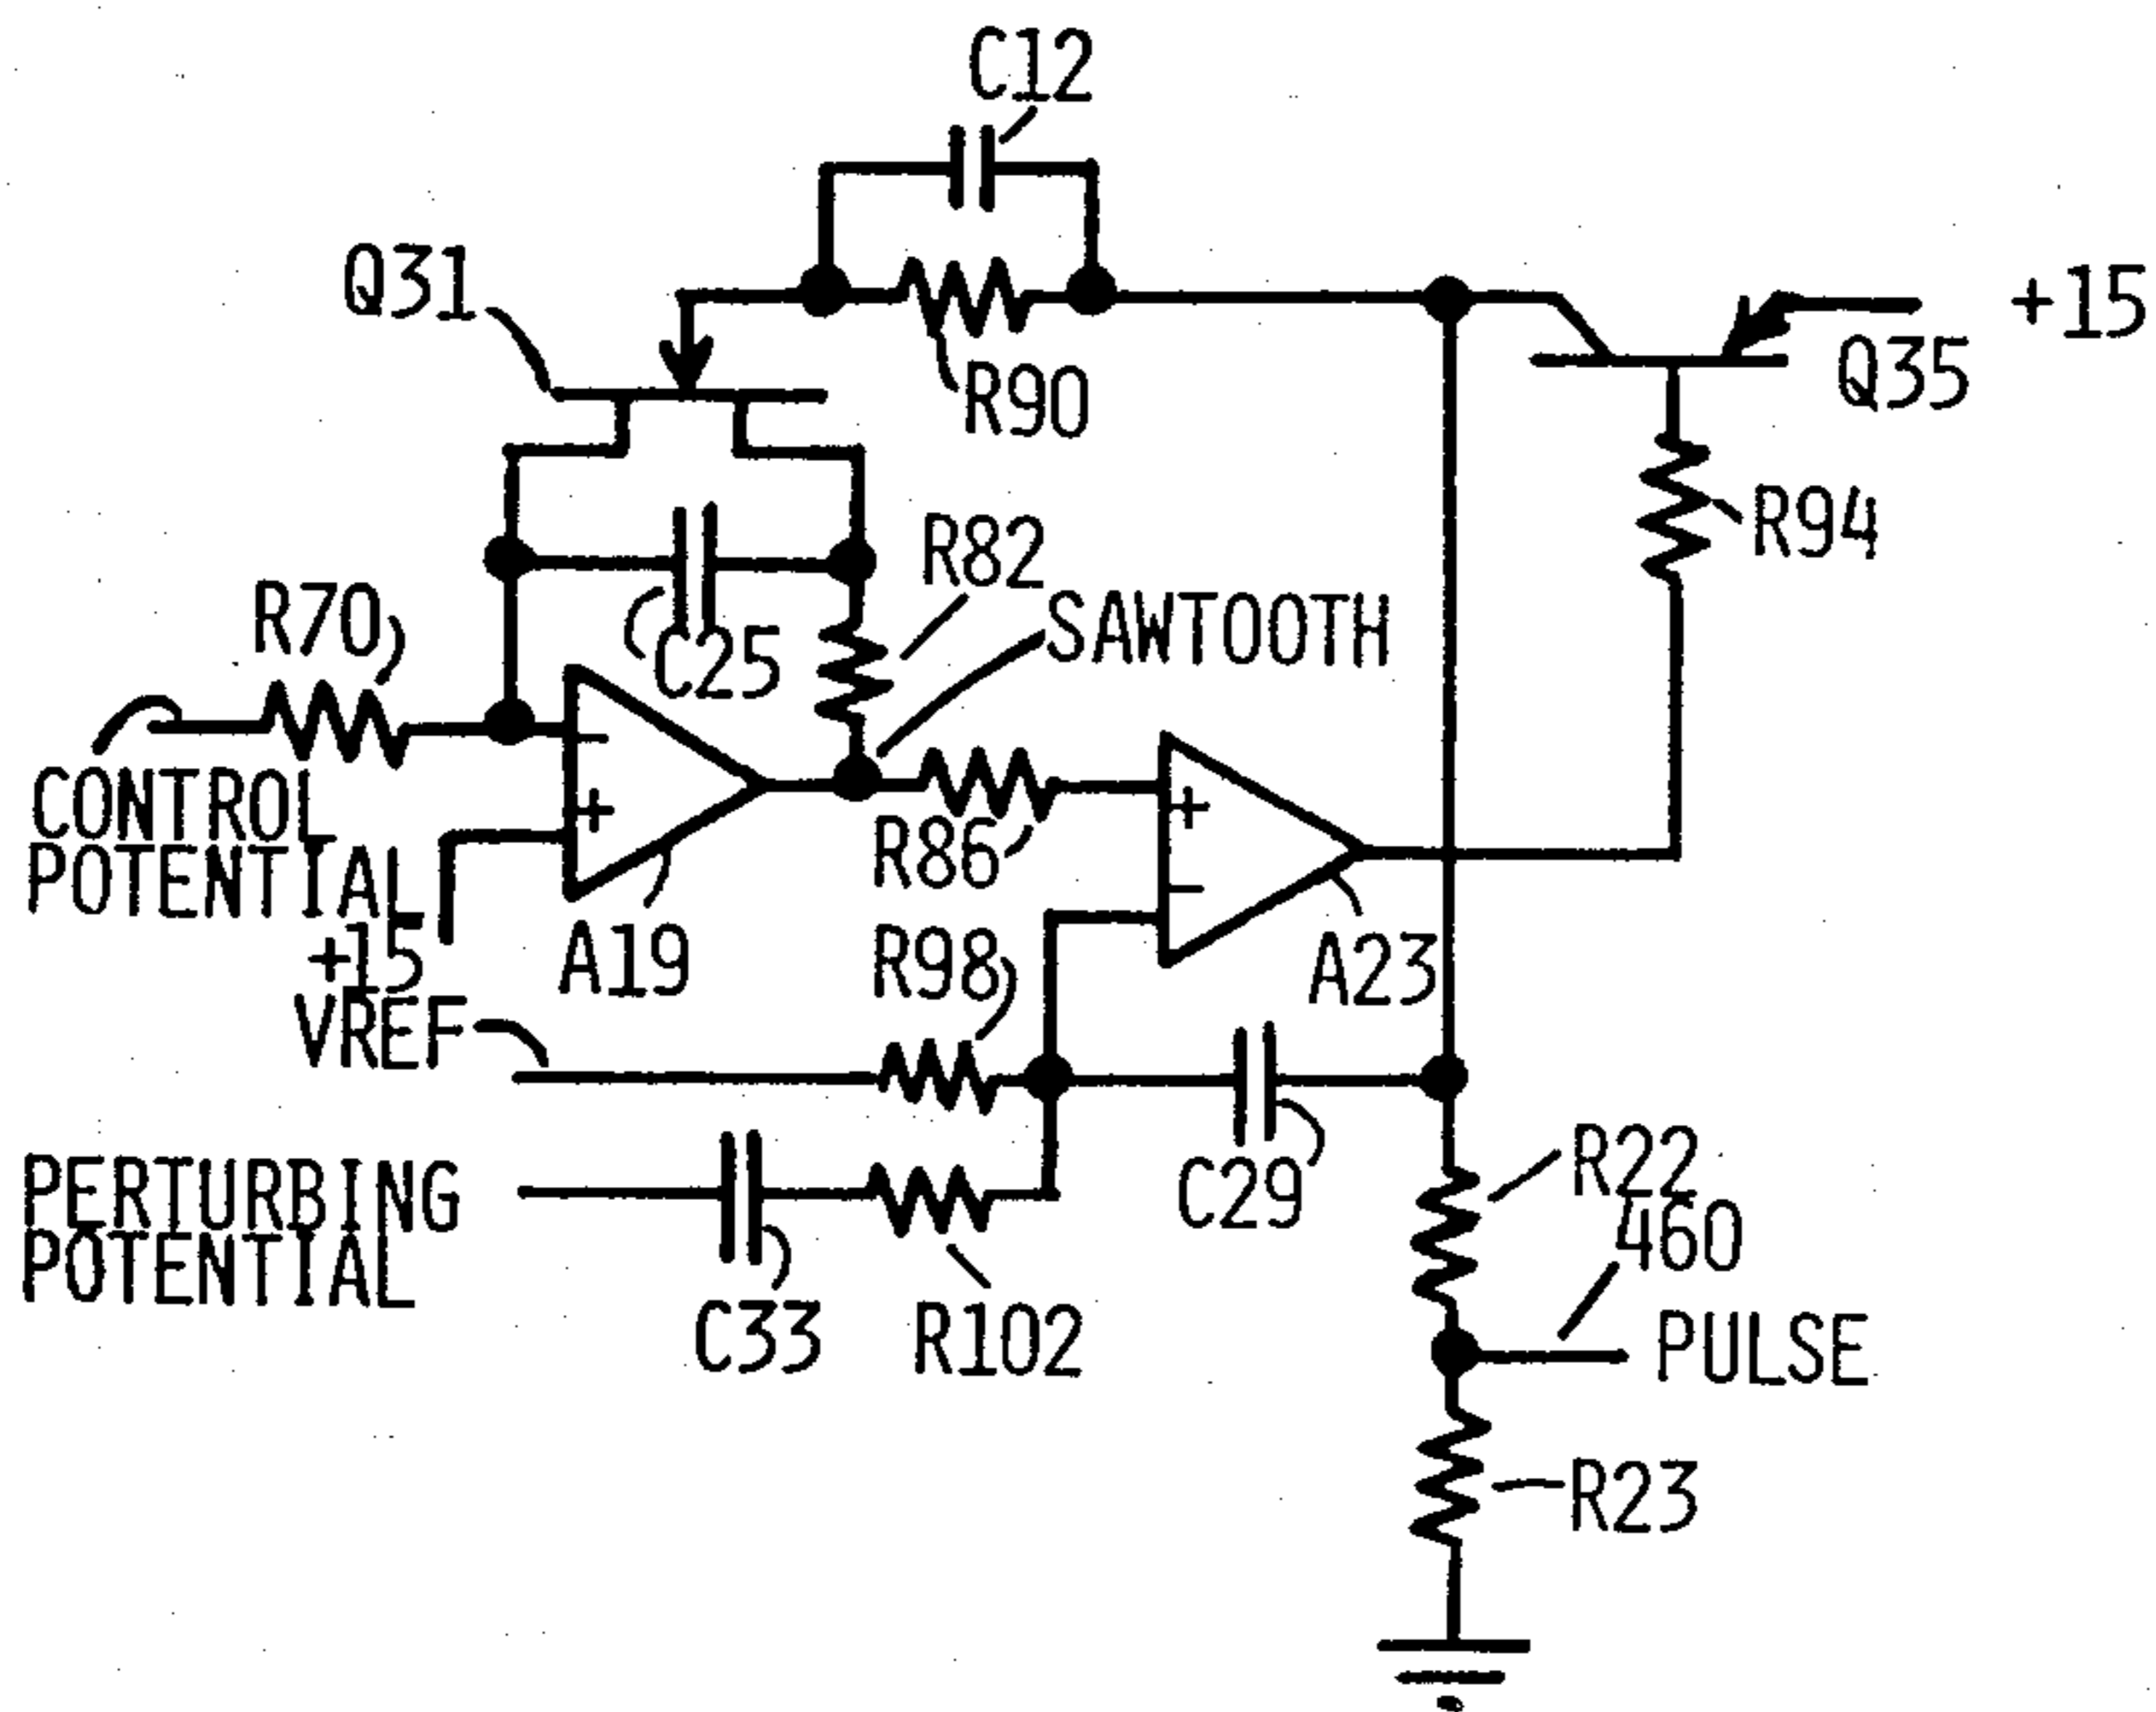 C12
Q31
+15
Q35
R90
R94
R82
SAWTOOTH
R70
C25
-
+
CONTROL
POTENTIAL
+15
A19
R86
+
-
A23
R98
VREF
PERTURBING
POTENTIAL
C29
C33
R102
R22
460
PULSE
R23